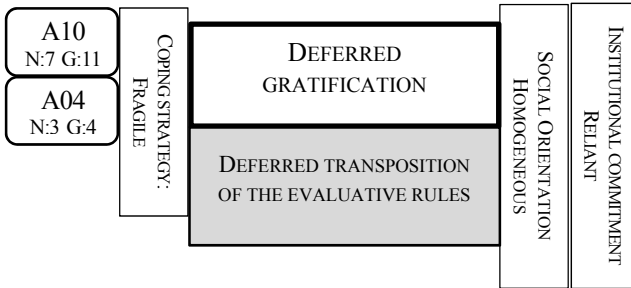 A10
N:7 G:11
A04
N:3 G:4
COPING STRATEGY:
FRAGILE
DEFERRED
GRATIFICATION
DEFERRED TRANSPOSITION
OF THE EVALUATIVE RULES
SOCIAL ORIENTATION
HOMOGENEOUS
INSTITUTIONAL COMMITMENT
RELIANT